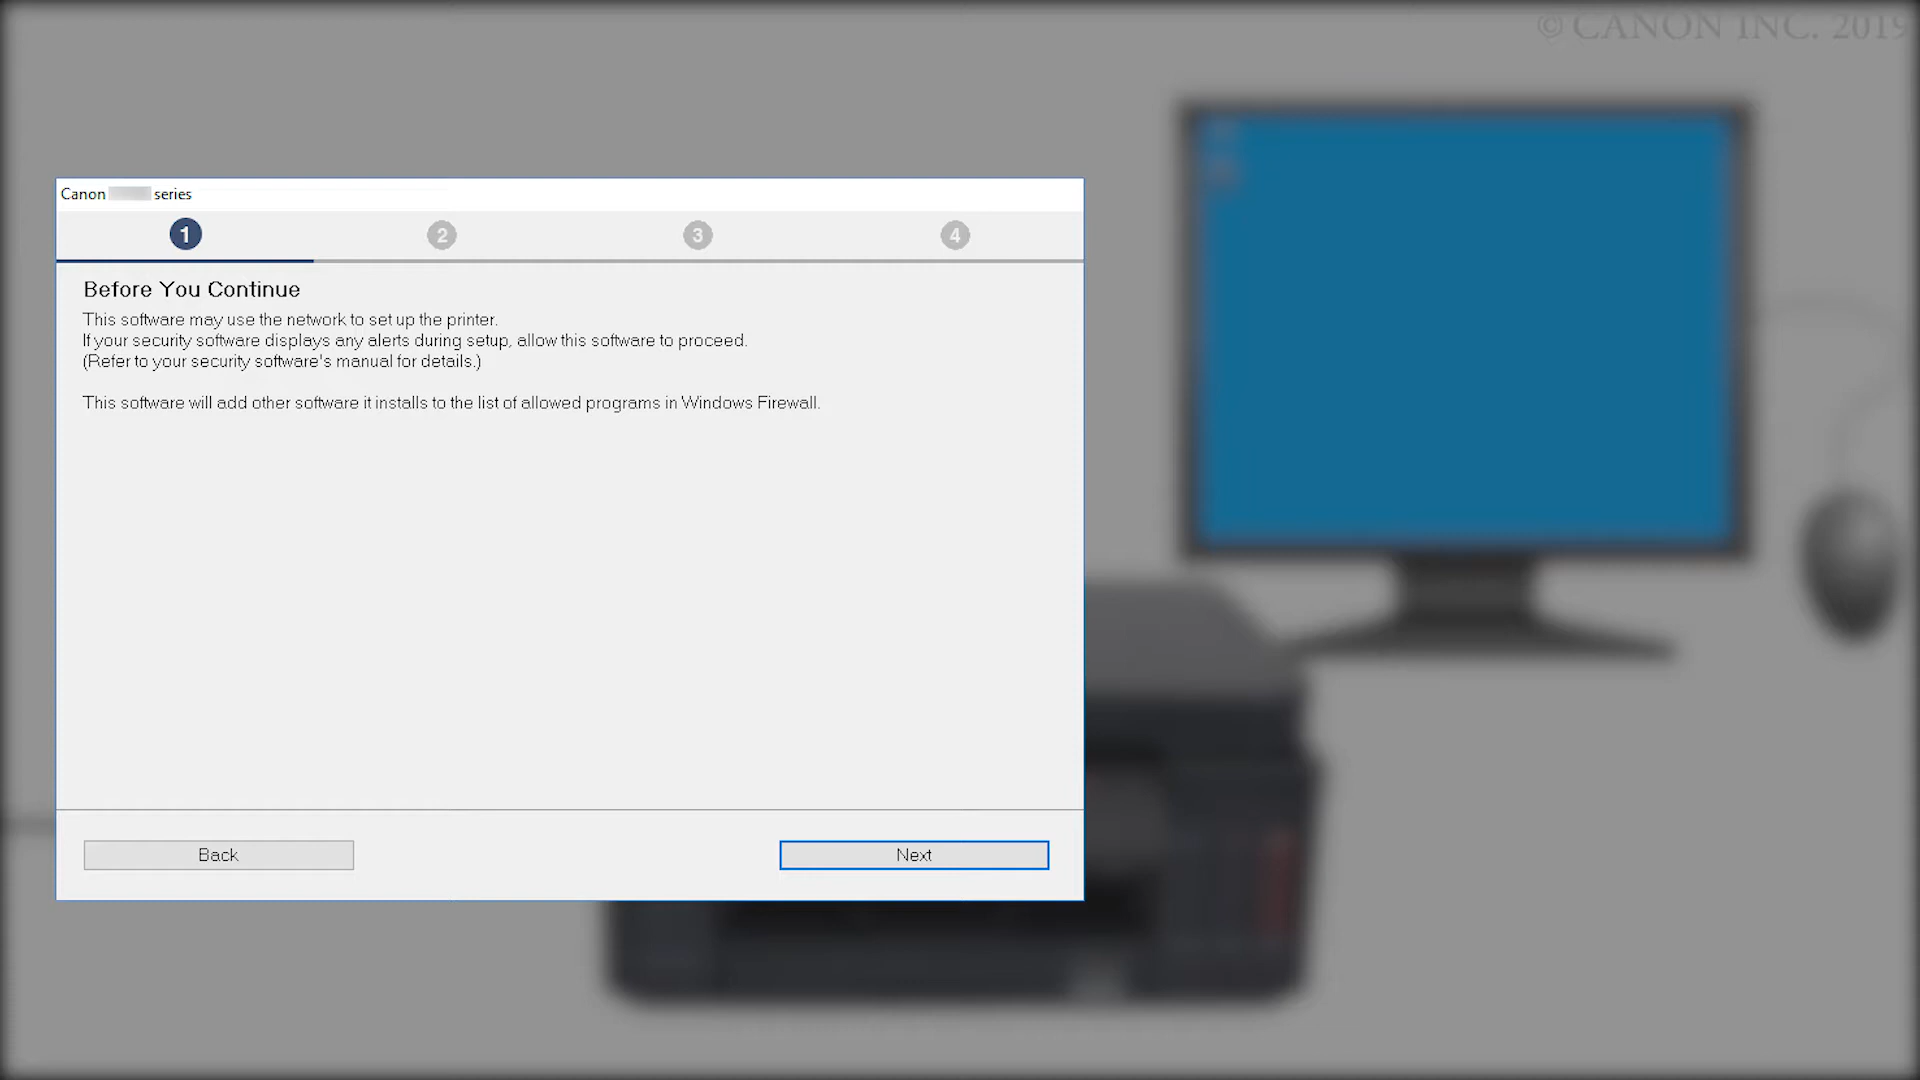 © CANON INC. 2019
Canon series
1 2 3 4
Before You Continue
This software may use the network to set up the printer.
If your security software displays any alerts during setup, allow this software to proceed.
(Refer to your security software's manual for details.)
This software will add other software it installs to the list of allowed programs in Windows Firewall.
Back Next